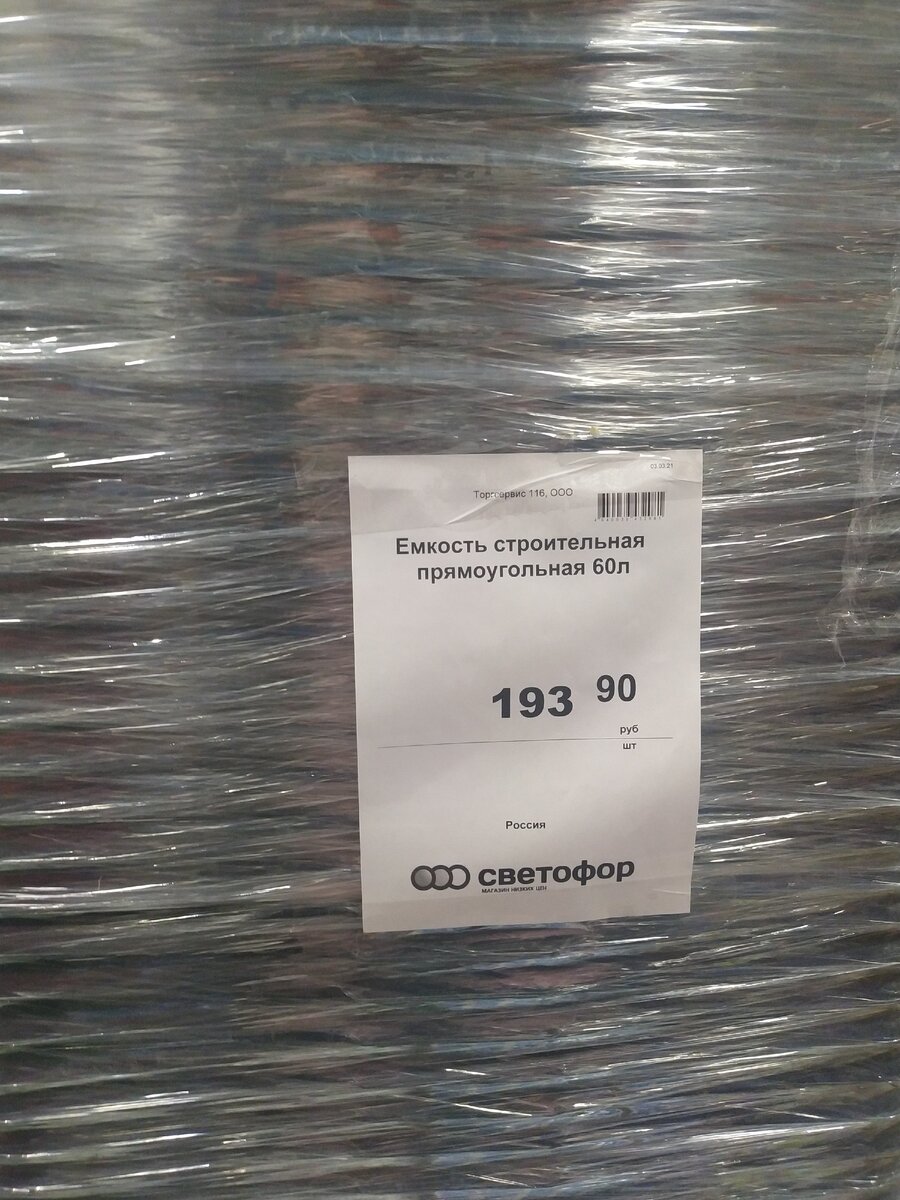 03.03.21
Торгсервис 116, ООО
Емкость строительная
прямоугольная 60л
193 90
руб
шт
Россия
светофор
МАГАЗИН НИЗКИХ ЦЕН